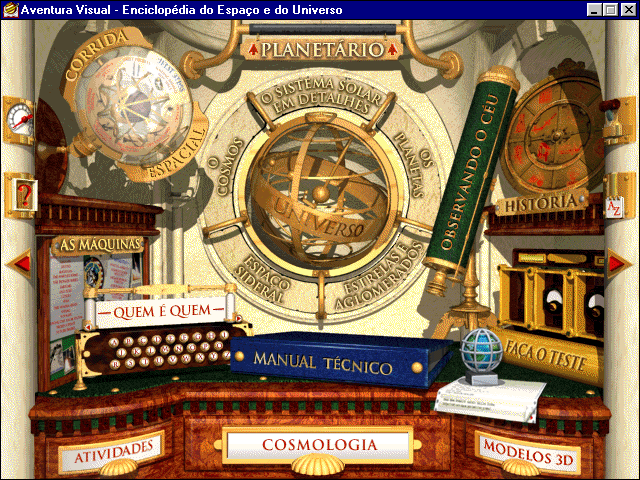 Aventura Visual - Enciclopédia do Espaço e do Universo
PLANETÁRIO
CORRIDA
ESPACIAL
O SISTEMA SOLAR
EM DETALHES
O COSMOS
OS PLANETAS
UNIVERSO
ESPAÇO
SIDERAL
ESTRELAS E
AGLOMERADOS
OBSERVANDO O CÉU
HISTÓRIA
?
A
Z
AS MÁQUINAS
QUEM É QUEM
MANUAL TÉCNICO
FAÇA O TESTE
ATIVIDADES
COSMOLOGIA
MODELOS 3D